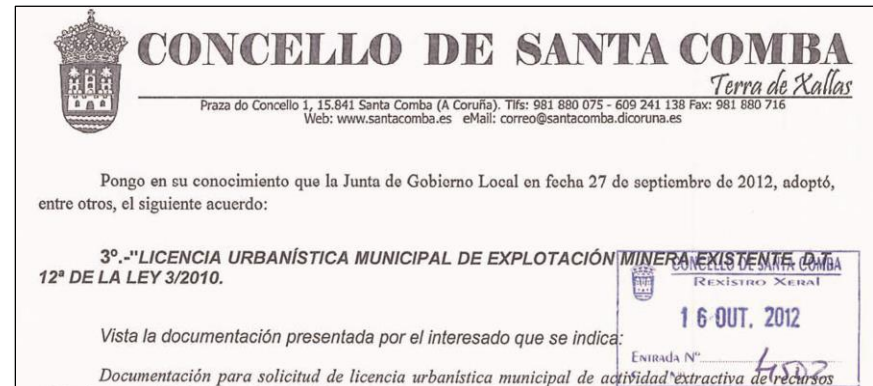 CONCELLO DE SANTA COMBA
Terra de Xallas
Praza do Concello 1, 15.841 Santa Comba (A Coruña). Tlfs: 981 880 075 - 609 241 138 Fax: 981 880 716
Web: www.santacomba.es eMail: correo@santacomba.dicoruna.es
Pongo en su conocimiento que la Junta de Gobierno Local en fecha 27 de septiembre de 2012, adoptó,
entre otros, el siguiente acuerdo:
3º.-"LICENCIA URBANÍSTICA MUNICIPAL DE EXPLOTACIÓN MINERA EXISTENTE. D.T.
12ª DE LA LEY 3/2010.
CONCELLO DE SANTA COMBA
REXISTRO XERAL
16 OUT. 2012
Vista la documentación presentada por el interesado que se indica:
ENTRADA Nº
Documentación para solicitud de licencia urbanística municipal de actividad extractiva de recursos